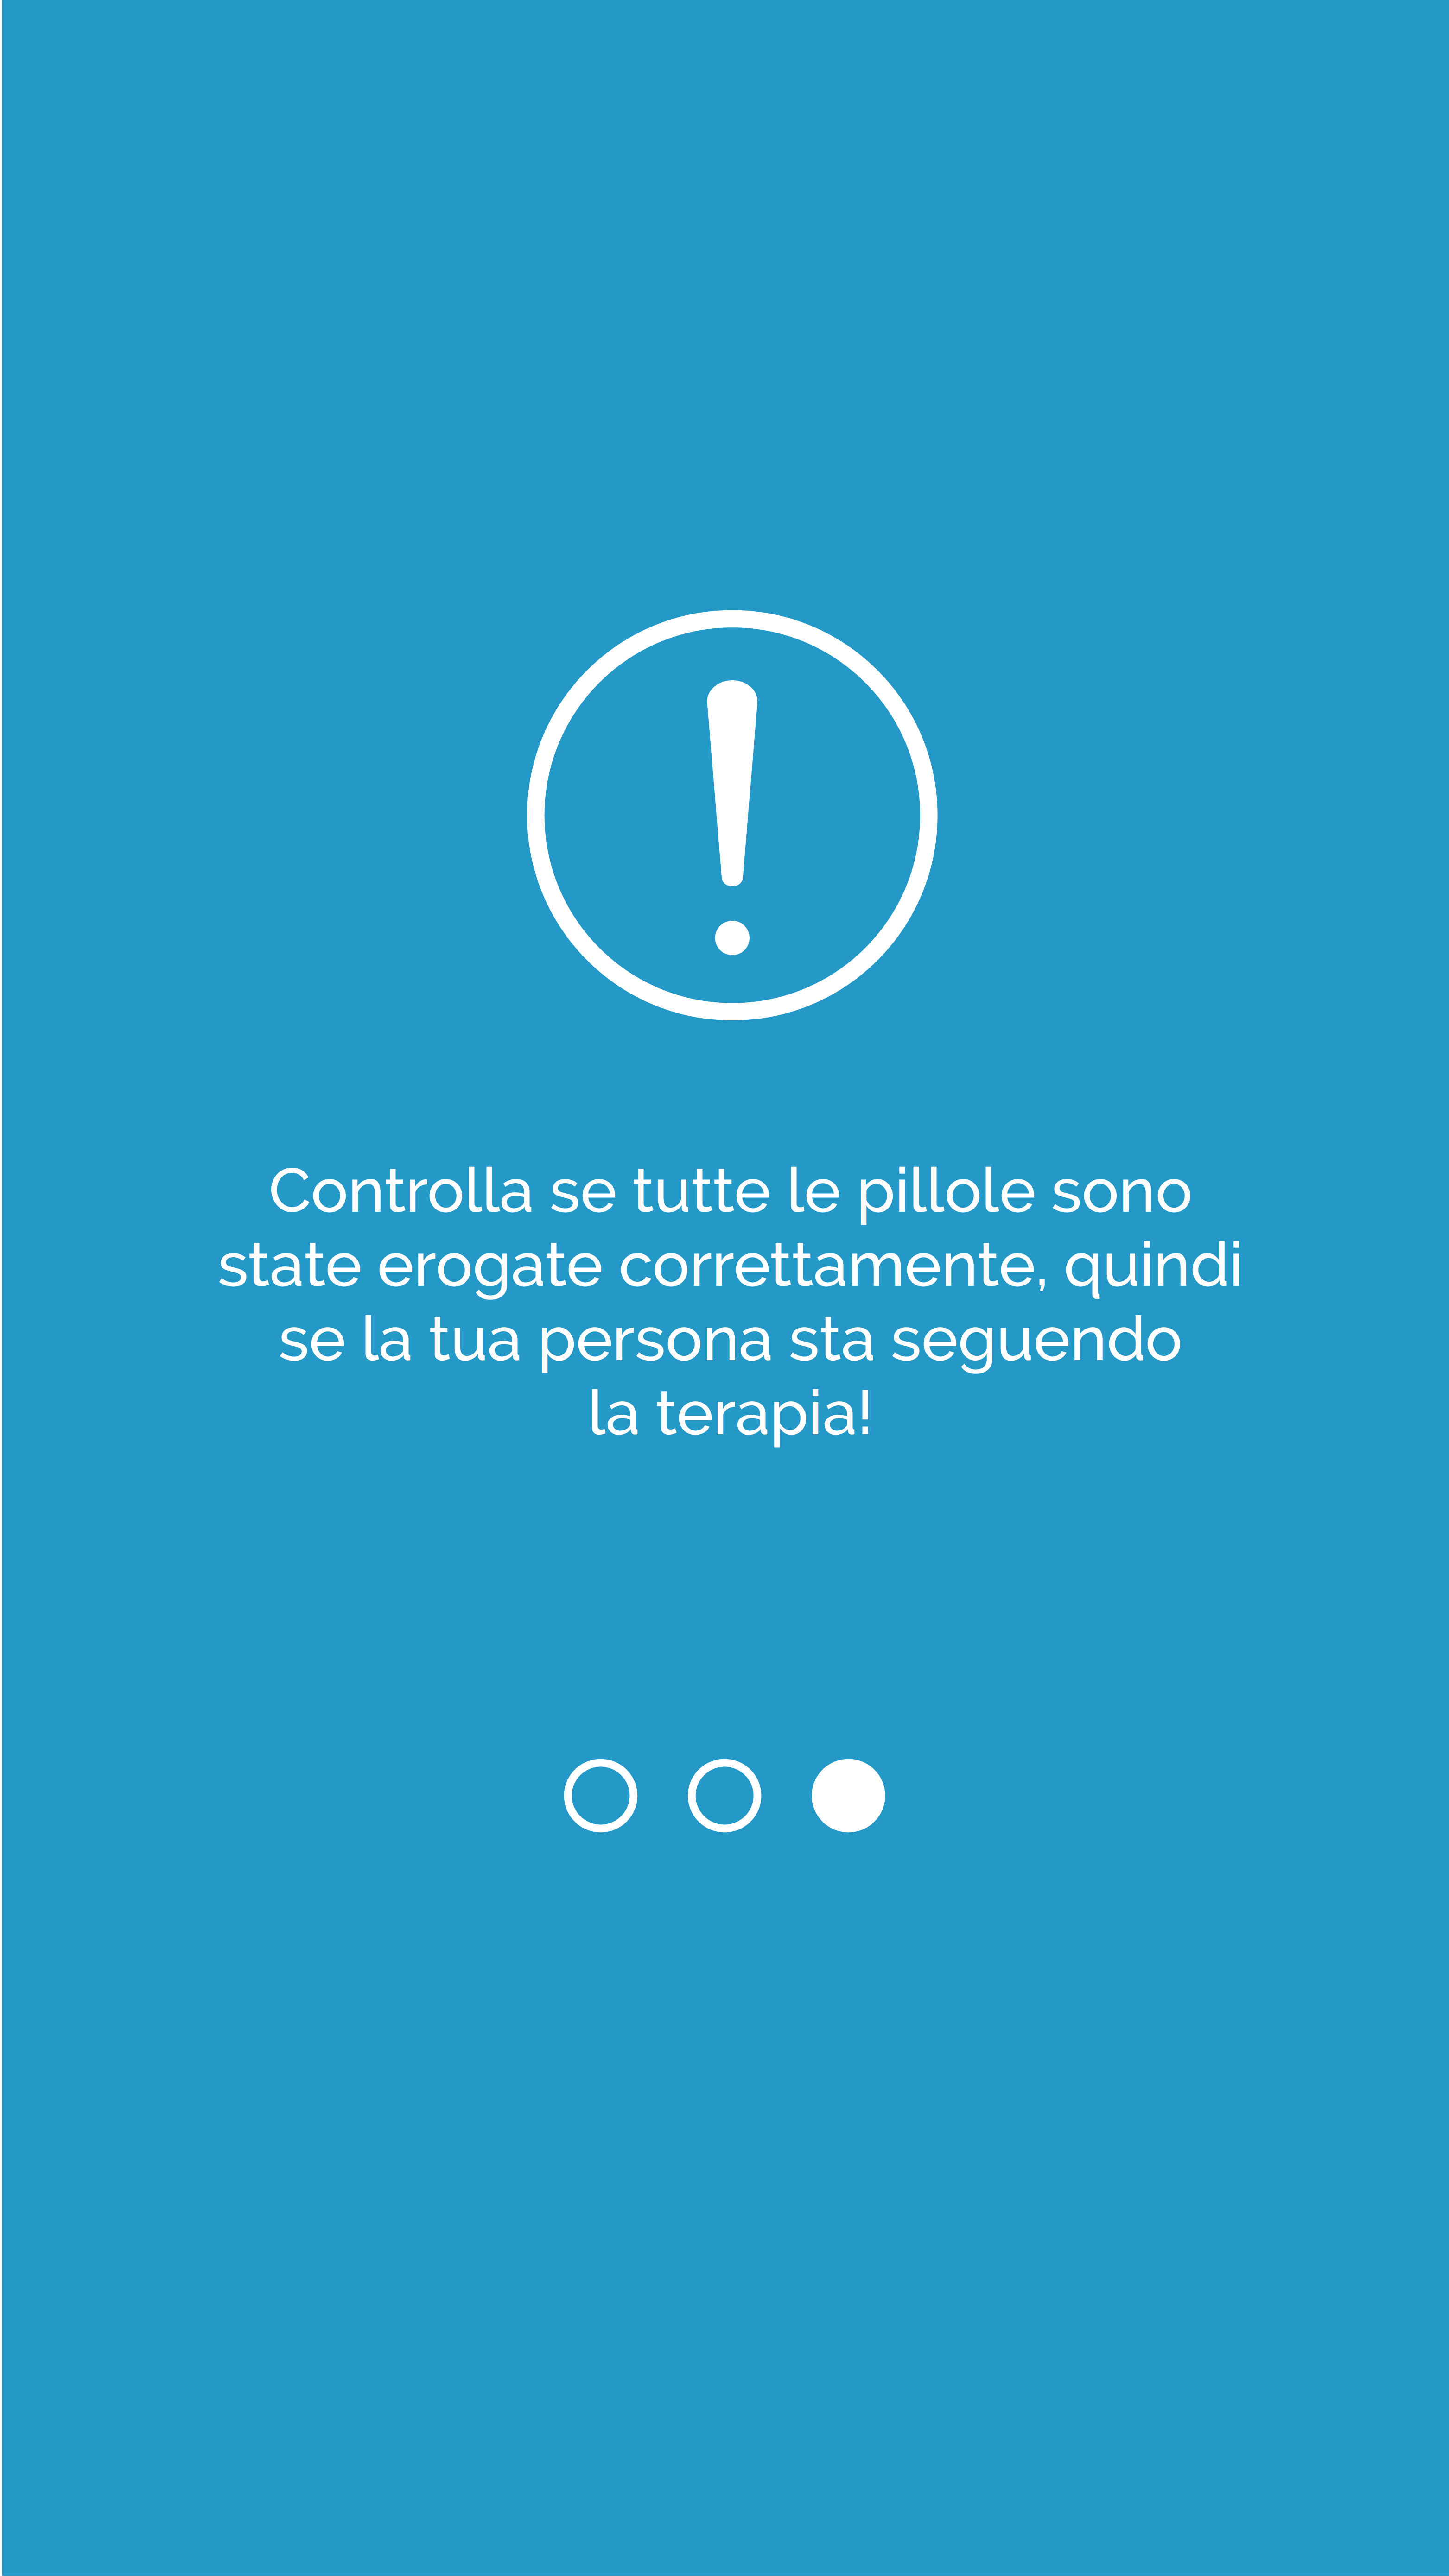 Controlla se tutte le pillole sono
state erogate correttamente, quindi
se la tua persona sta seguendo
la terapia!